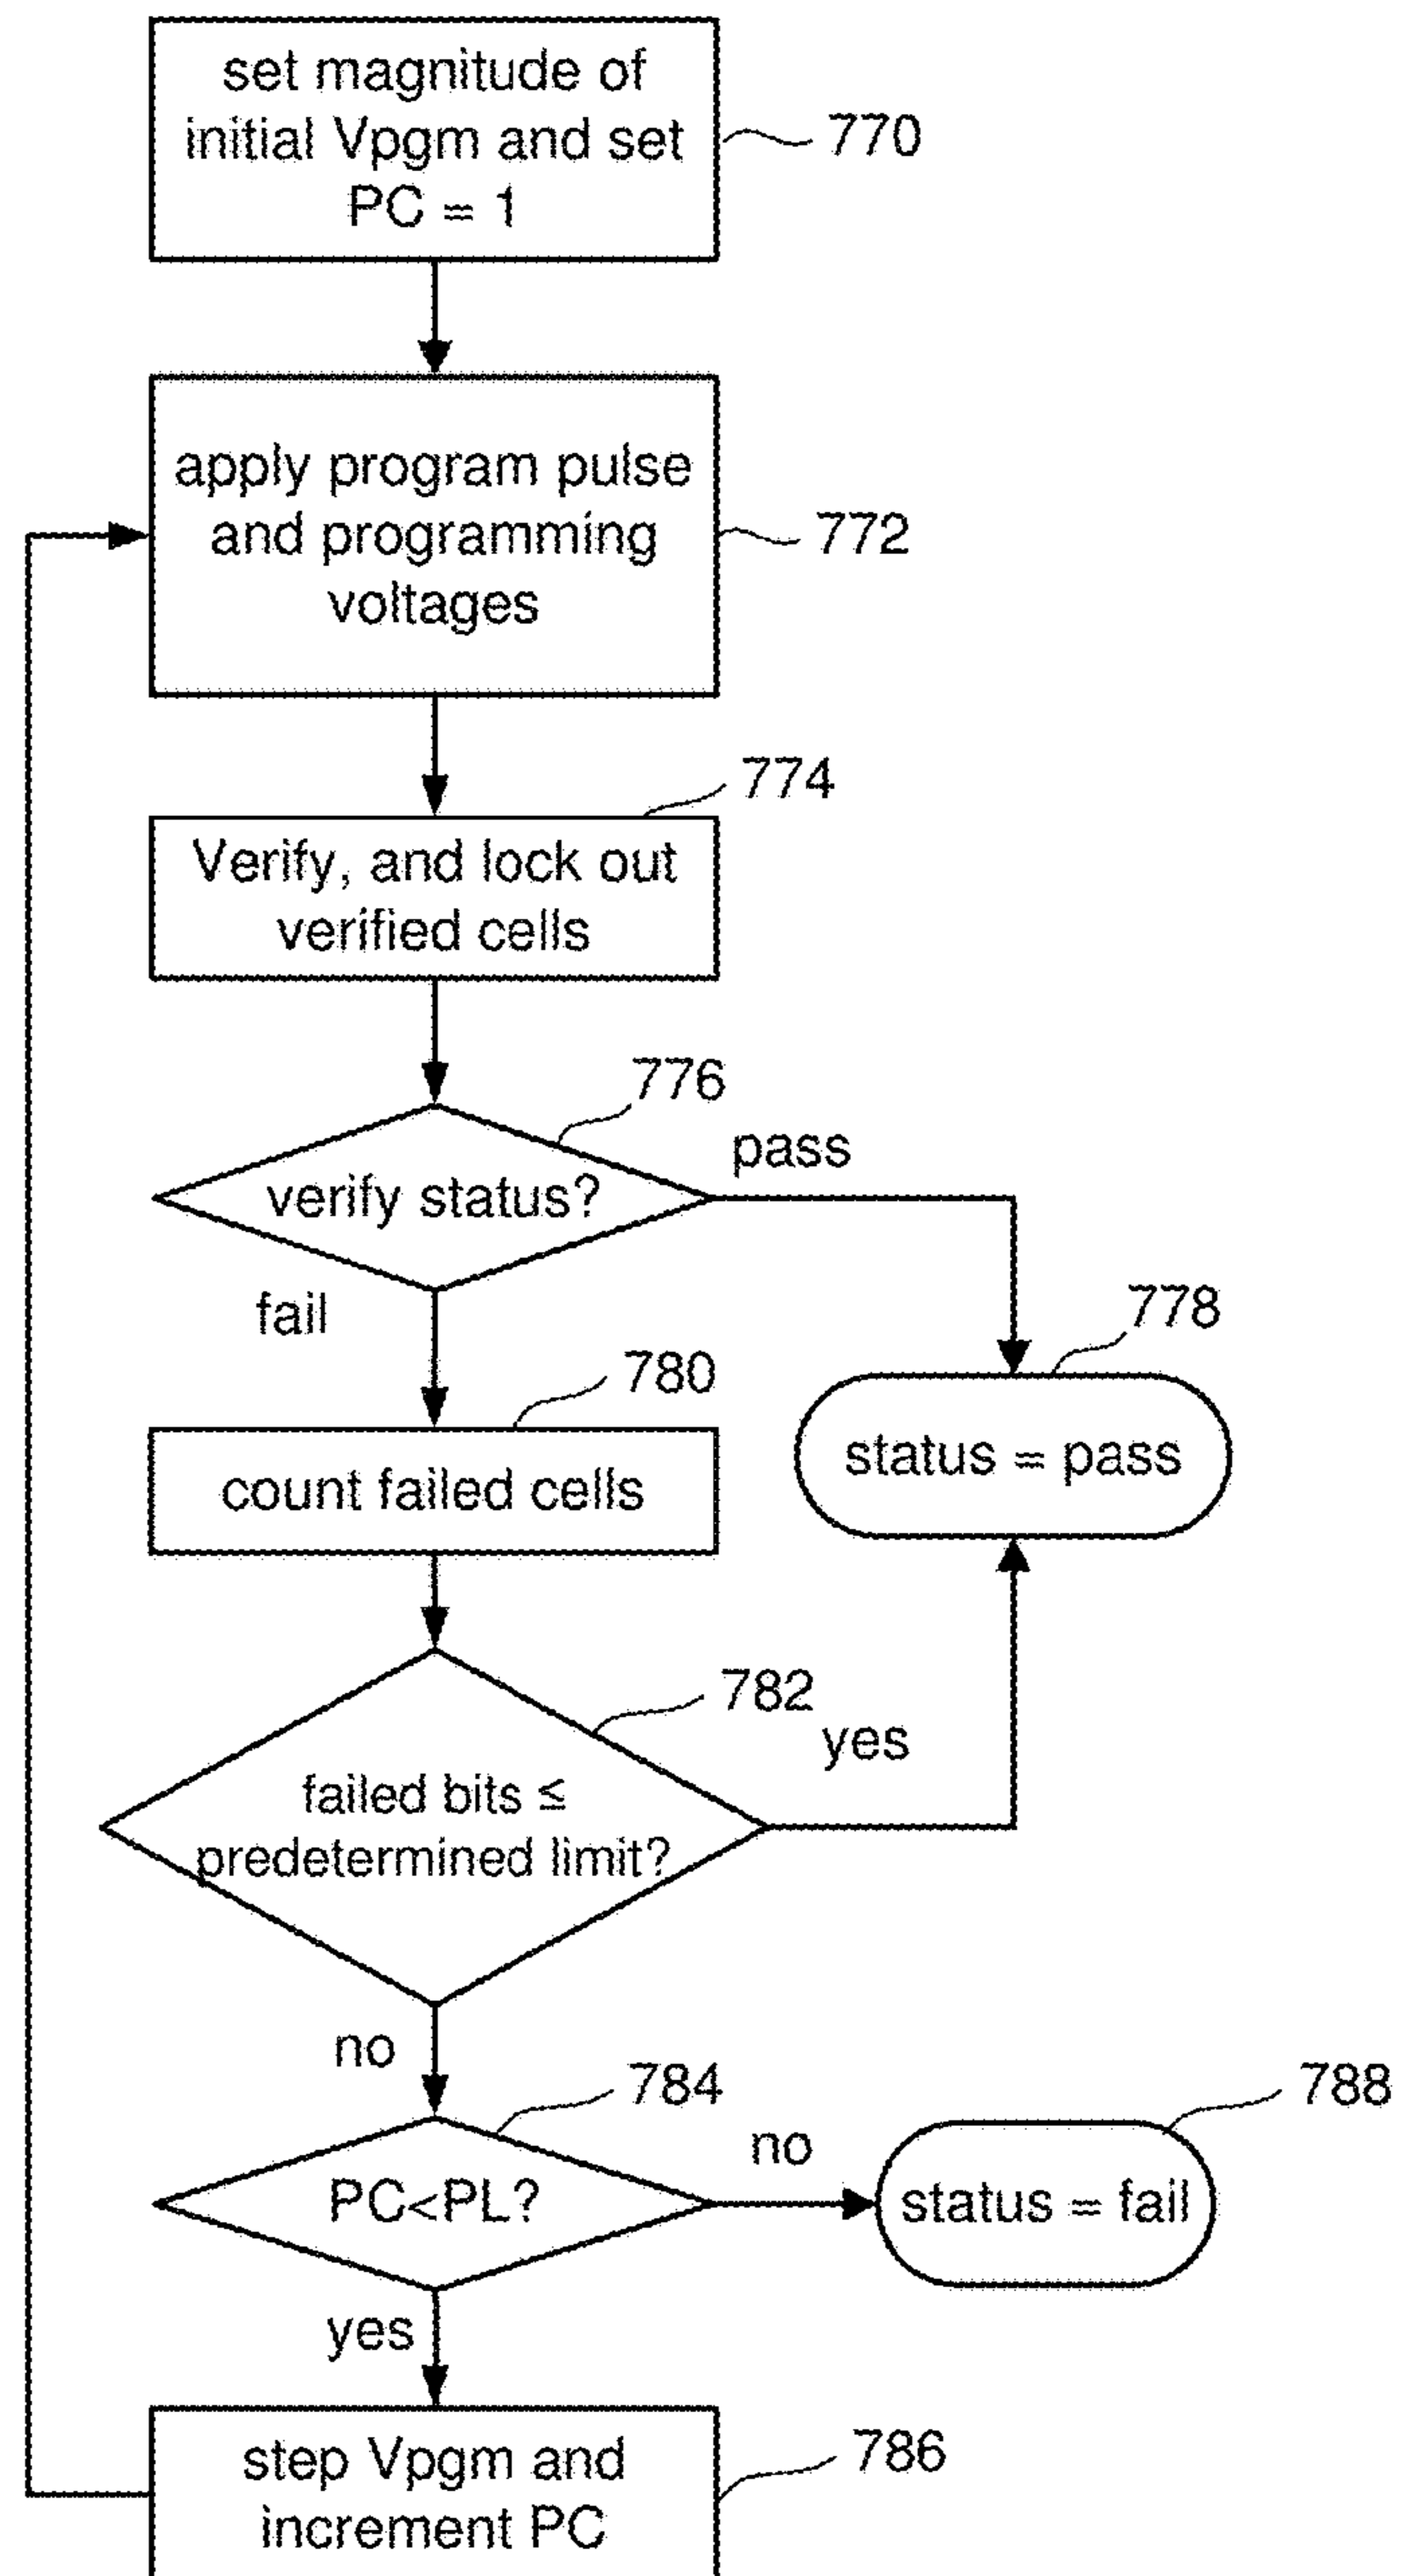 set magnitude of
initial Vpgm and set
PC = 1
770
apply program pulse
and programming
voltages
772
774
Verify, and lock out
verified cells
776
verify status?
pass
fail
778
status = pass
780
count failed cells
782
failed bits ≤
predetermined limit?
yes
no
784
PC<PL?
no
788
status = fail
yes
step Vpgm and
increment PC
786